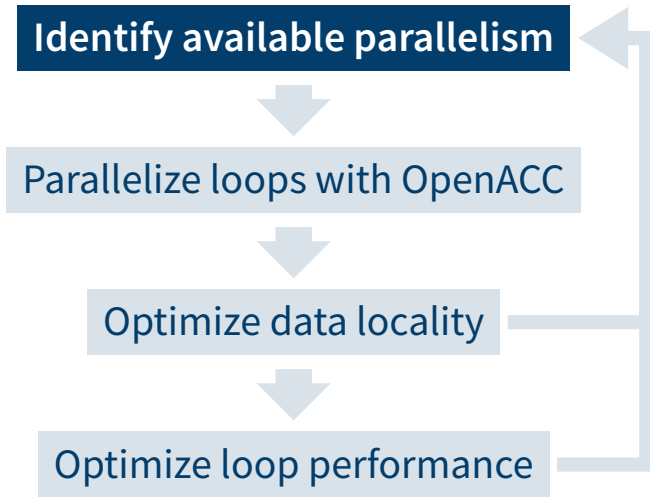 Identify available parallelism
Parallelize loops with OpenACC
Optimize data locality
Optimize loop performance